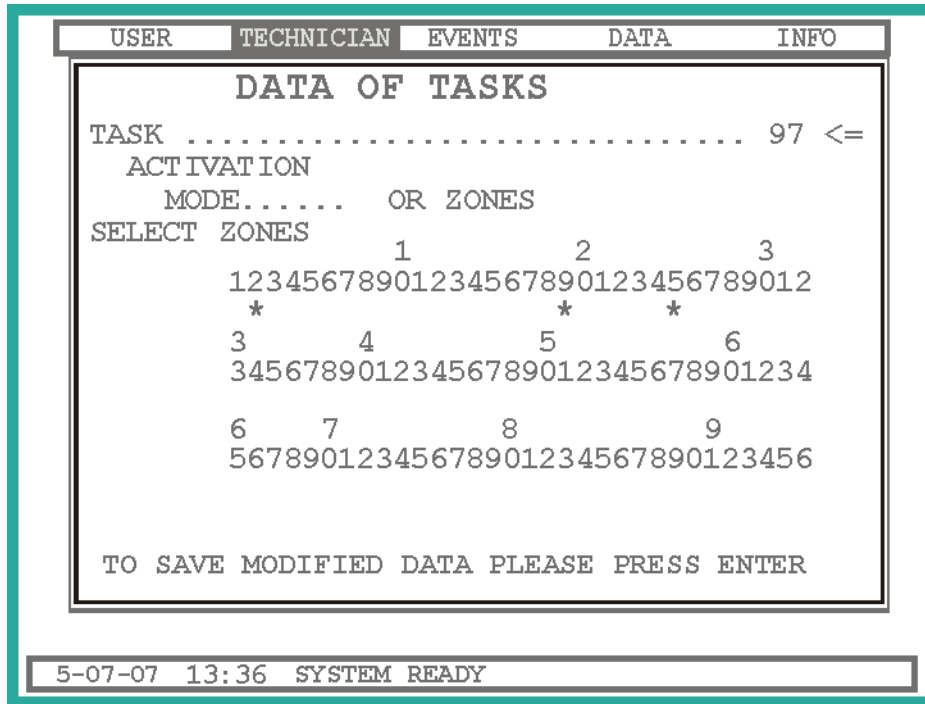 USER TECHNICIAN EVENTS DATA INFO
DATA OF TASKS
TASK ............................... 97 <=
ACTIVATION
MODE...... OR ZONES
SELECT ZONES
1 2 3
12345678901234567890123456789012
* * *
3 4 5 6
34567890123456789012345678901234
6 7 8 9
56789012345678901234567890123456
TO SAVE MODIFIED DATA PLEASE PRESS ENTER
5-07-07 13:36 SYSTEM READY